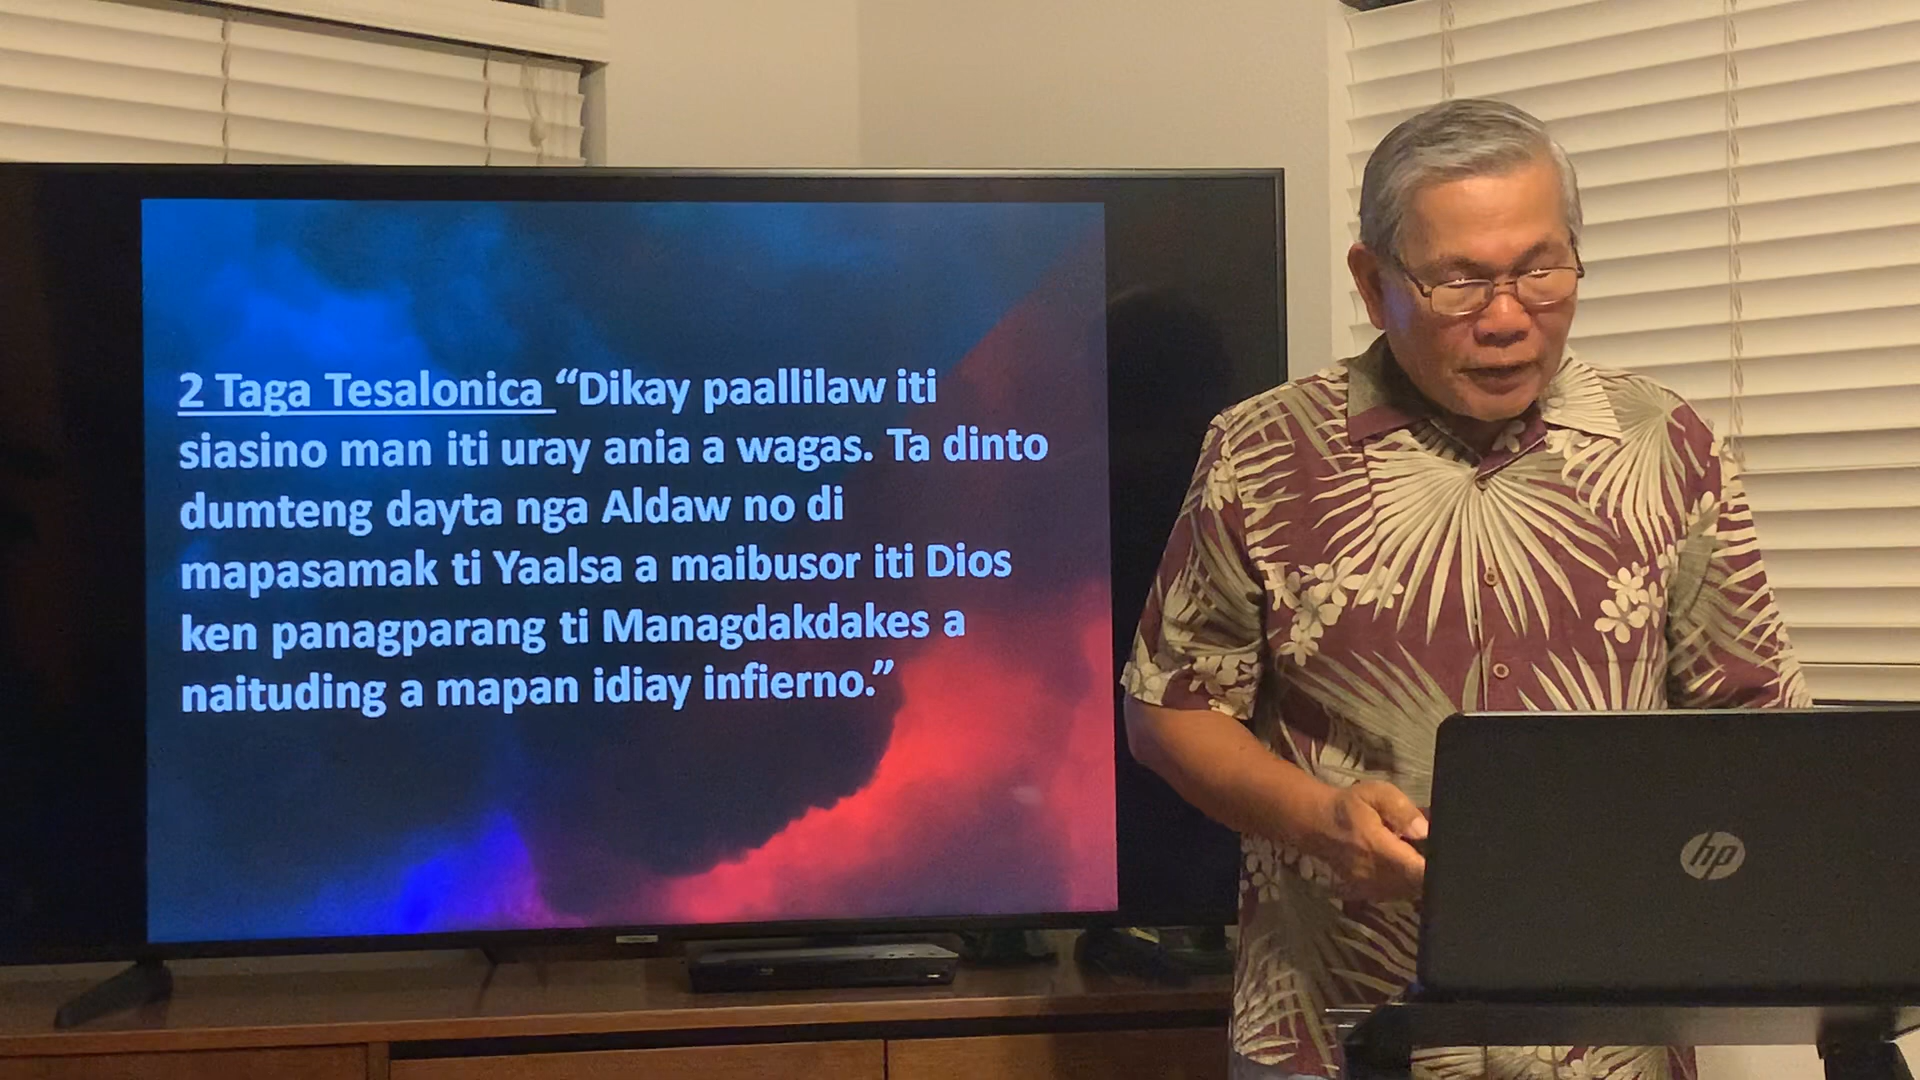 2 Taga Tesalonica “Dikay paallilaw iti
siasino man iti uray ania a wagas. Ta dinto
dumteng dayta nga Aldaw no di
mapasamak ti Yaalsa a maibusor iti Dios
ken panagparang ti Managdakdakes a
naituding a mapan idiay infierno.”
hp